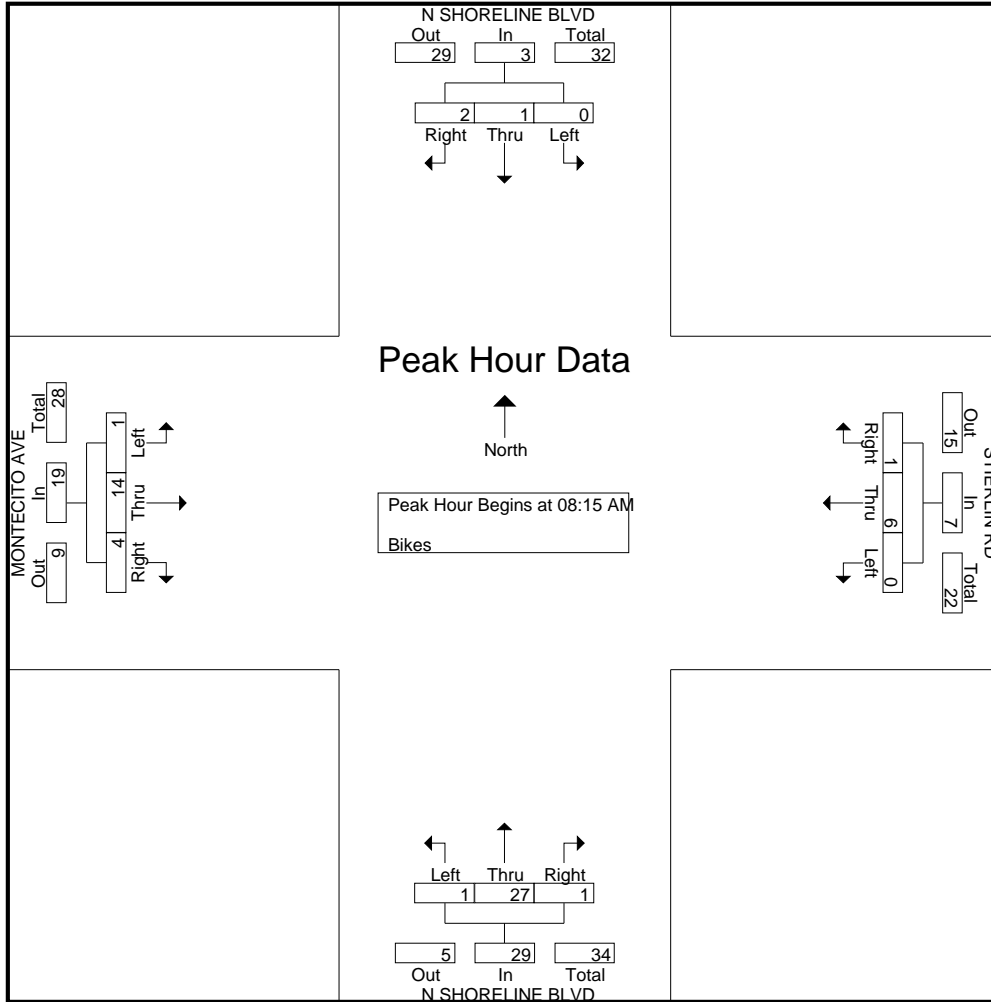 N SHORELINE BLVD
Out In Total
29 3 32
2 1 0
Right Thru Left
Peak Hour Data
North
Peak Hour Begins at 08:15 AM
Bikes
MONTECITO AVE
Out In Total
9 19 28
Left Thru Right
1 14 4
Right Thru Left
1 6 0
Out In Total
15 7 22
RD
Left Thru Right
1 27 1
5 29 34
Out In Total
N SHORELINE BLVD